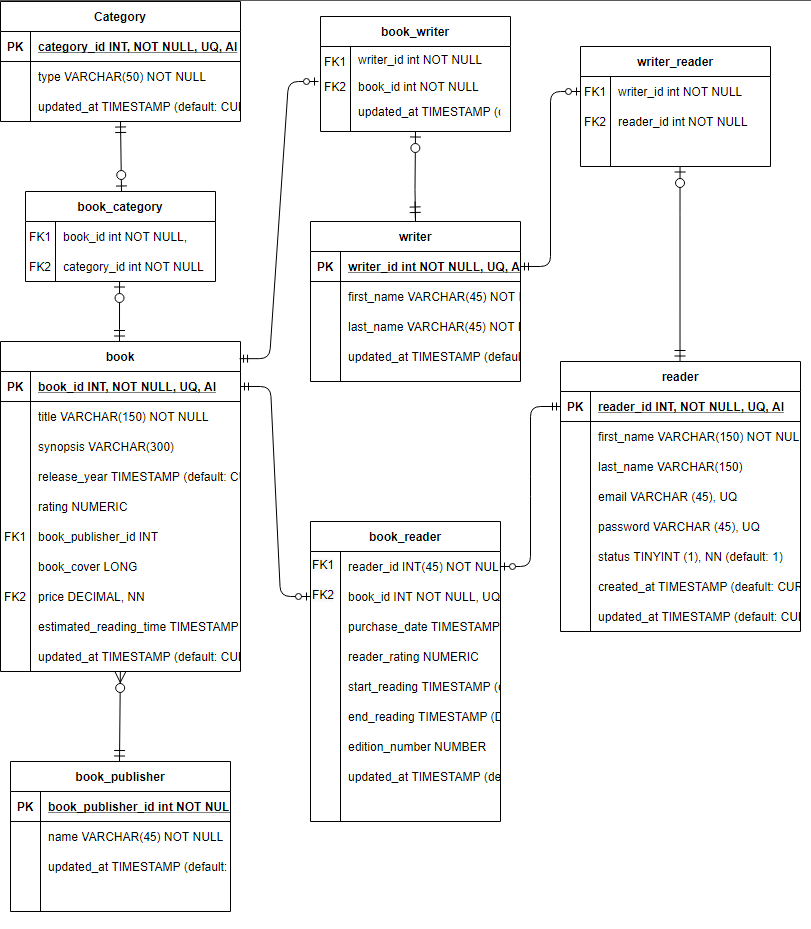 Category
PK category_id INT, NOT NULL, UQ, AI
type VARCHAR(50) NOT NULL
updated_at TIMESTAMP (default: CUR
book_category
FK1 book_id int NOT NULL,
FK2 category_id int NOT NULL
book
PK book_id INT, NOT NULL, UQ, AI
title VARCHAR(150) NOT NULL
synopsis VARCHAR(300)
release_year TIMESTAMP (default: CU
rating NUMERIC
FK1 book_publisher_id INT
book_cover LONG
FK2 price DECIMAL, NN
estimated_reading_time TIMESTAMP
updated_at TIMESTAMP (default: CUR
book_publisher
PK book_publisher_id int NOT NUL
name VARCHAR(45) NOT NULL
updated_at TIMESTAMP (default:
book_writer
FK1 writer_id int NOT NULL
FK2 book_id int NOT NULL
updated_at TIMESTAMP (
writer
PK writer_id int NOT NULL, UQ, A
first_name VARCHAR(45) NOT
last_name VARCHAR(45) NOT
updated_at TIMESTAMP (defaul
book_reader
FK1 reader_id INT(45) NOT NUL
FK2 book_id INT NOT NULL, UQ
purchase_date TIMESTAMP
reader_rating NUMERIC
start_reading TIMESTAMP (
end_reading TIMESTAMP (D
edition_number NUMBER
updated_at TIMESTAMP (de
writer_reader
FK1 writer_id int NOT NULL
FK2 reader_id int NOT NULL
reader
PK reader_id INT, NOT NULL, UQ, AI
first_name VARCHAR(150) NOT NUL
last_name VARCHAR(150)
email VARCHAR (45), UQ
password VARCHAR (45), UQ
status TINYINT (1), NN (default: 1)
created_at TIMESTAMP (deafult: CUR
updated_at TIMESTAMP (default: CU